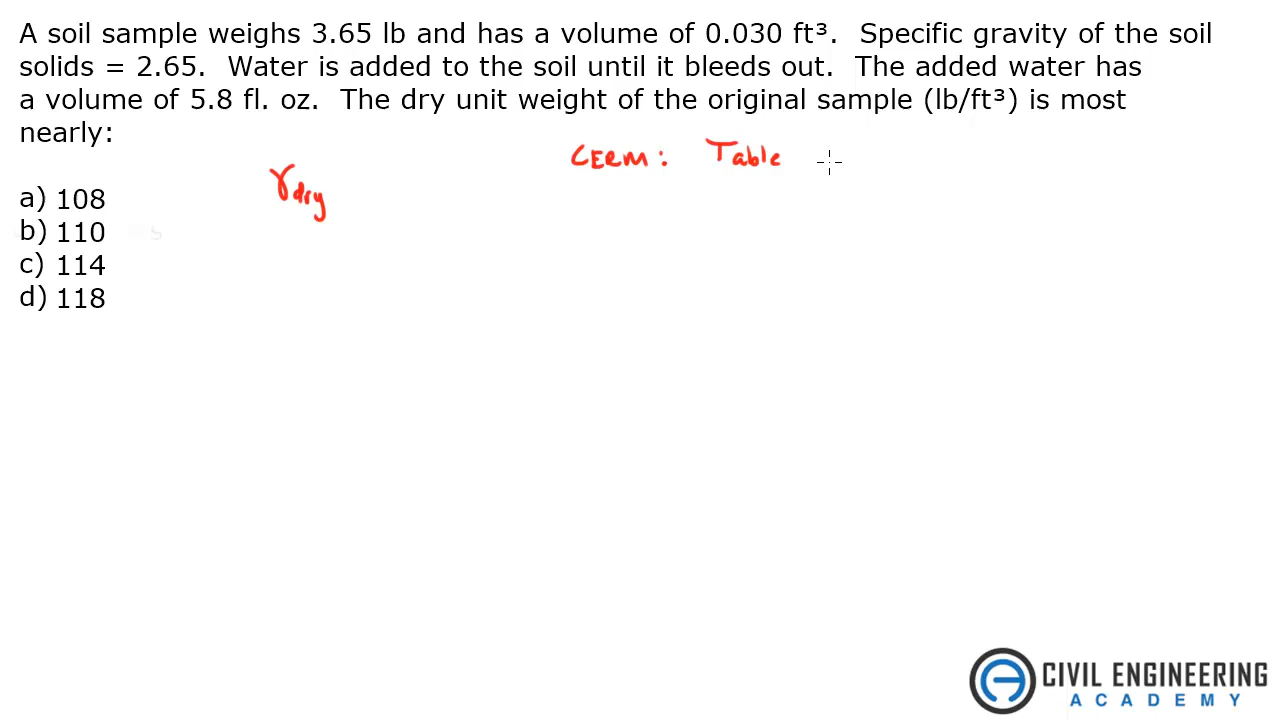 A soil sample weighs 3.65 lb and has a volume of 0.030 ft³. Specific gravity of the soil
solids = 2.65. Water is added to the soil until it bleeds out. The added water has
a volume of 5.8 fl. oz. The dry unit weight of the original sample (lb/ft³) is most
nearly:
CERM: Table
γdry
a) 108
b) 110
c) 114
d) 118
CIVIL ENGINEERING
ACADEMY